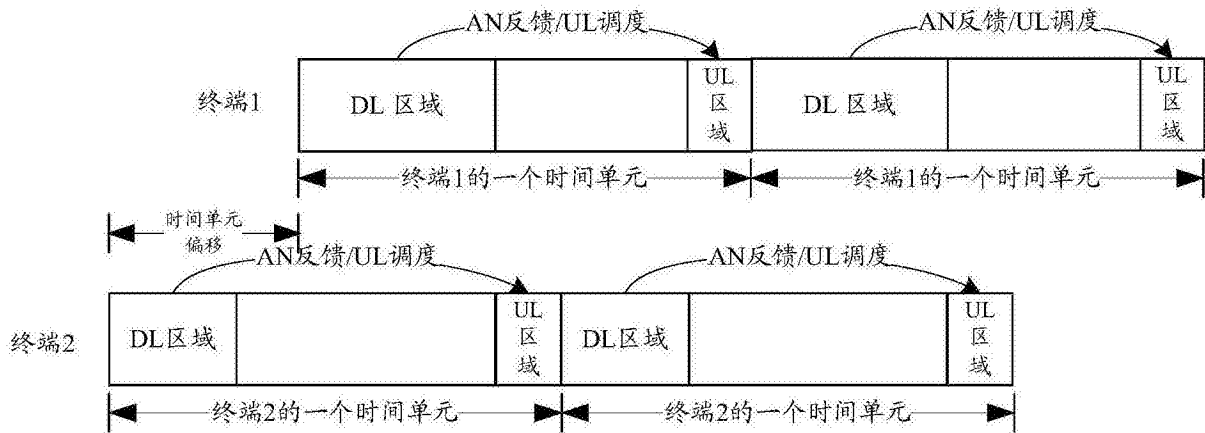 AN反馈/UL调度
AN反馈/UL调度
终端1
DL 区域
UL
区
域
DL 区域
UL
区
域
终端1的一个时间单元
终端1的一个时间单元
时间单元
偏移
AN反馈/UL调度
AN反馈/UL调度
终端2
DL区域
UL
区
域
DL区域
UL
区
域
终端2的一个时间单元
终端2的一个时间单元